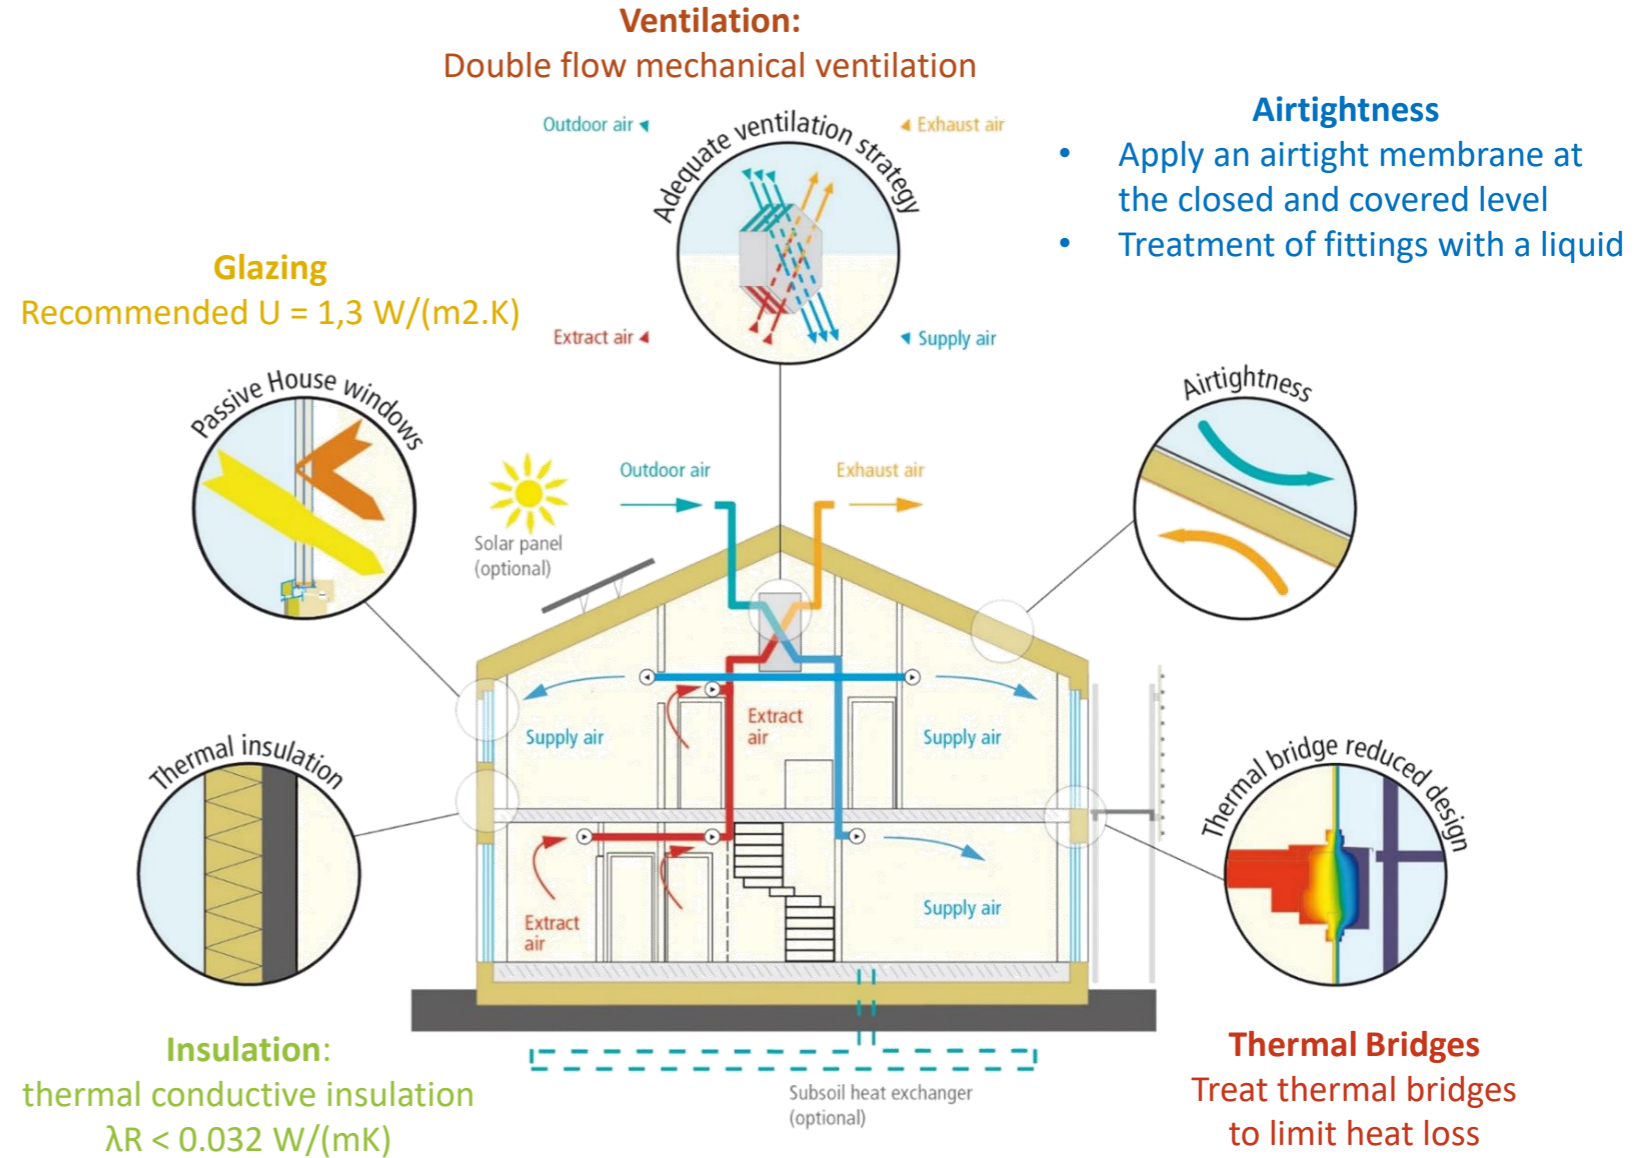 Ventilation:
Double flow mechanical ventilation
Airtightness
• Apply an airtight membrane at
the closed and covered level
• Treatment of fittings with a liquid
Outdoor air
Exhaust air
Adequate ventilation strategy
Extract air
Supply air
Glazing
Recommended U = 1,3 W/(m2.K)
Passive House windows
Airtightness
Outdoor air
Exhaust air
Solar panel
(optional)
Extract
air
Supply air
Supply air
Thermal insulation
Thermal bridge reduced design
Extract
air
Supply air
Insulation:
thermal conductive insulation
λR < 0.032 W/(mK)
Subsoil heat exchanger
(optional)
Thermal Bridges
Treat thermal bridges
to limit heat loss